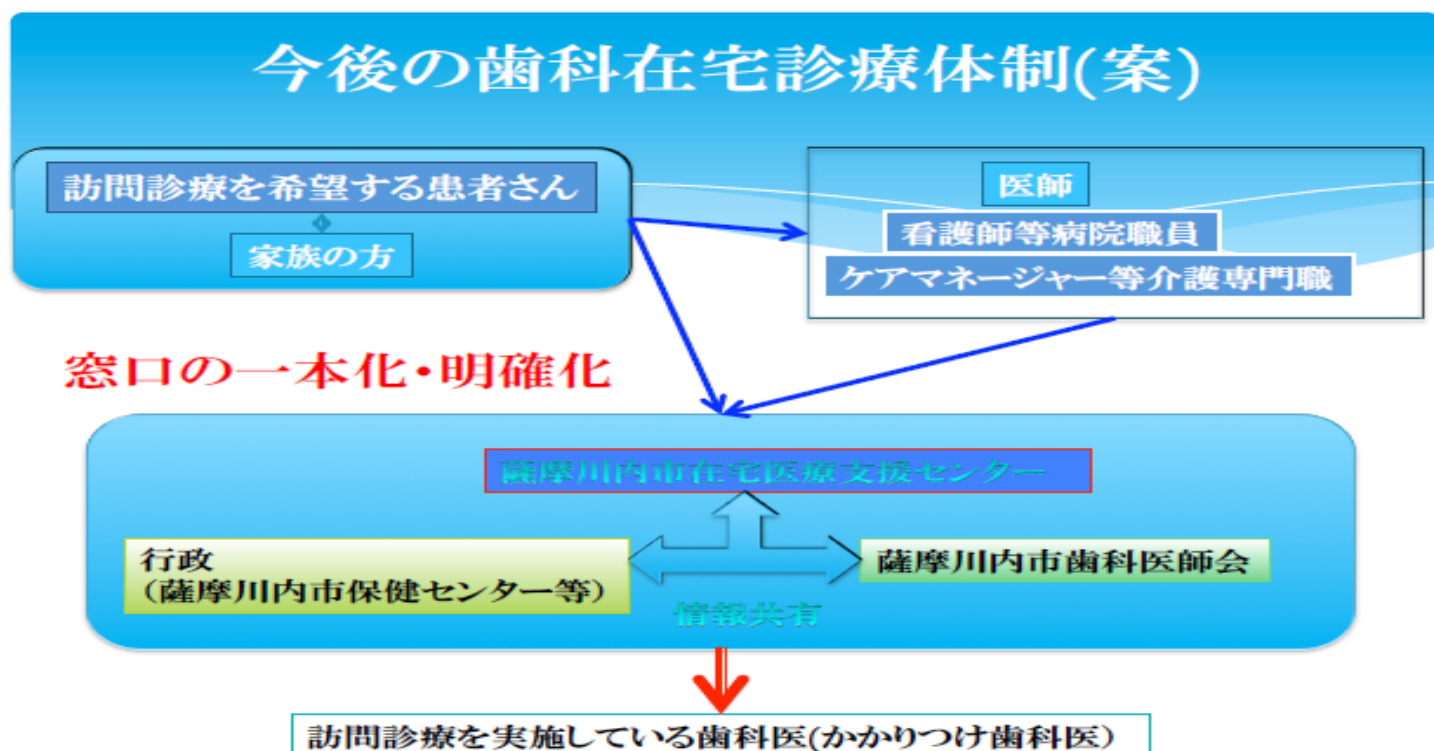 今後の歯科在宅診療体制(案)
訪問診療を希望する患者さん
家族の方
医師
看護師等病院職員
ケアマネージャー等介護専門職
窓口の一本化・明確化
薩摩川内市在宅医療支援センター
行政
（薩摩川内市保健センター等）
薩摩川内市歯科医師会
情報共有
訪問診療を実施している歯科医(かかりつけ歯科医）